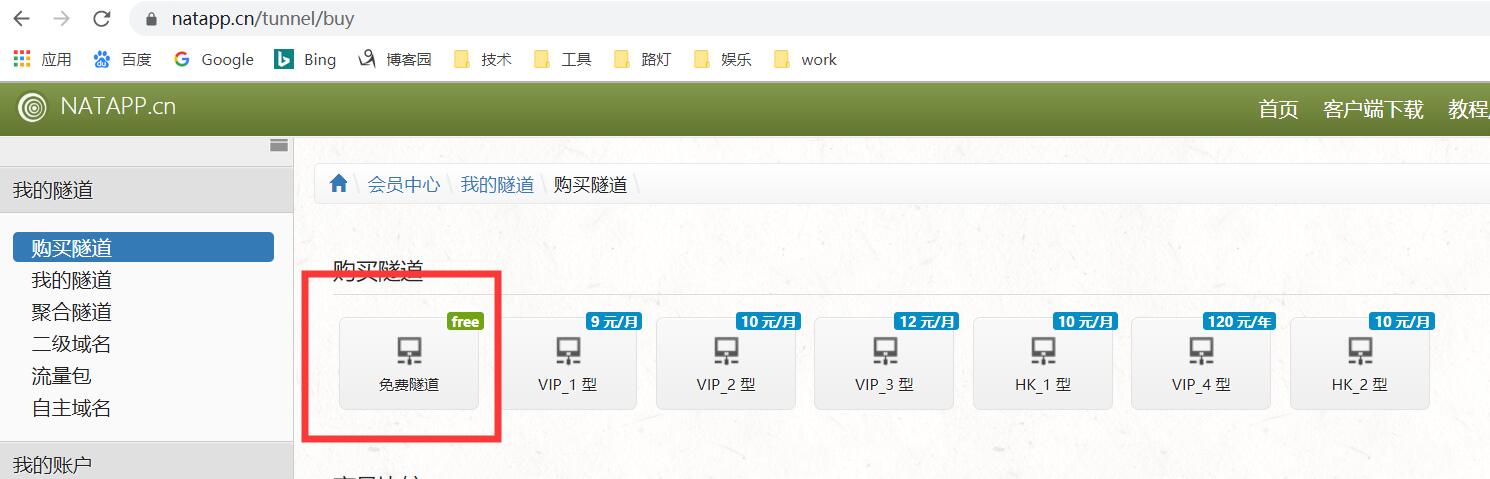 natapp.cn/tunnel/buy
应用 百度 Google Bing 博客园 技术 工具 路灯 娱乐 work
NATAPP.cn 首页 客户端下载 教程
我的隧道
会员中心 我的隧道 购买隧道
购买隧道
我的隧道
聚合隧道
二级域名
流量包
自主域名
我的账户
购买隧道
free 9 元/月 10 元/月 12 元/月 10 元/月 120 元/年 10 元/月
免费隧道 VIP_1 型 VIP_2 型 VIP_3 型 HK_1 型 VIP_4 型 HK_2 型